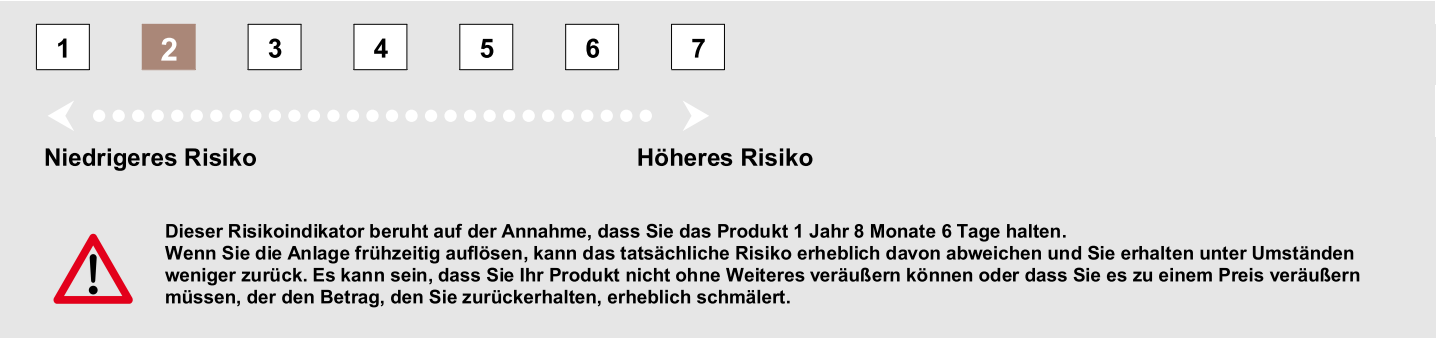 1 2 3 4 5 6 7
Niedrigeres Risiko Höheres Risiko
Dieser Risikoindikator beruht auf der Annahme, dass Sie das Produkt 1 Jahr 8 Monate 6 Tage halten.
Wenn Sie die Anlage frühzeitig auflösen, kann das tatsächliche Risiko erheblich davon abweichen und Sie erhalten unter Umständen
weniger zurück. Es kann sein, dass Sie Ihr Produkt nicht ohne Weiteres veräußern können oder dass Sie es zu einem Preis veräußern
müssen, der den Betrag, den Sie zurückerhalten, erheblich schmälert.